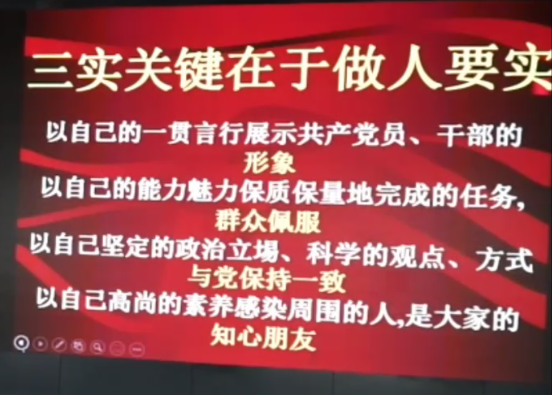 三实关键在于做人要实
以自己的一贯言行展示共产党员、干部的
形象
以自己的能力魅力保质保量地完成的任务,
群众佩服
以自己坚定的政治立场、科学的观点、方式
与党保持一致
以自己高尚的素养感染周围的人,是大家的
知心朋友